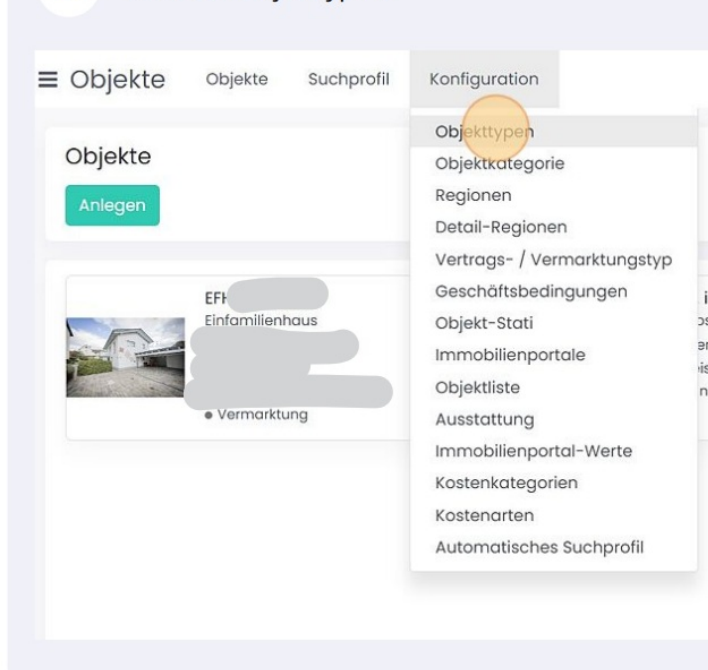 Objekte Objekte Suchprofil Konfiguration
Objekte
Anlegen
EFH
Einfamilienhaus
Vermarktung
Objekttypen
Objektkategorie
Regionen
Detail-Regionen
Vertrags- / Vermarktungstyp
Geschäftsbedingungen
Objekt-Stati
Immobilienportale
Objektliste
Ausstattung
Immobilienportal-Werte
Kostenkategorien
Kostenarten
Automatisches Suchprofil